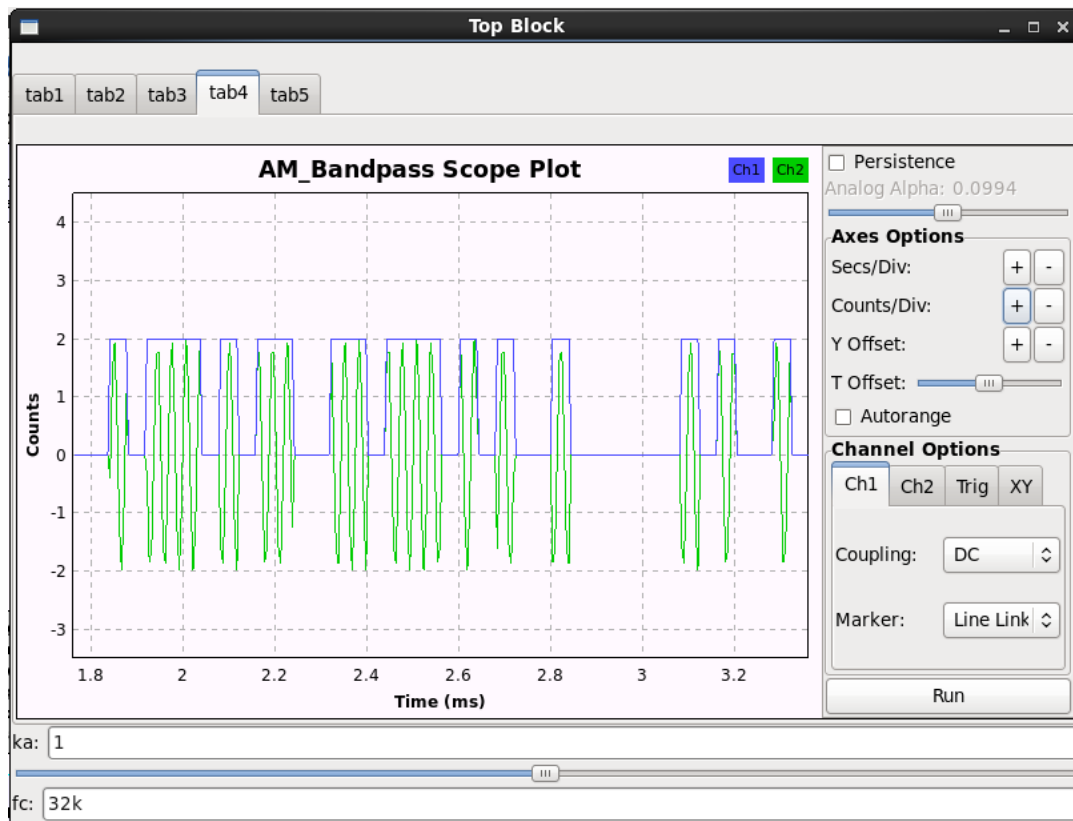 Top Block
tab1 tab2 tab3 tab4 tab5
AM_Bandpass Scope Plot
Ch1 Ch2
Counts
4
3
2
1
0
-1
-2
-3
1.8 2 2.2 2.4 2.6 2.8 3 3.2
Time (ms)
Persistence
Analog Alpha: 0.0994
Axes Options
Secs/Div: + -
Counts/Div: + -
Y Offset: + -
T Offset:
Autorange
Channel Options
Ch1 Ch2 Trig XY
Coupling: DC
Marker: Line Link
Run
ka: 1
fc: 32k